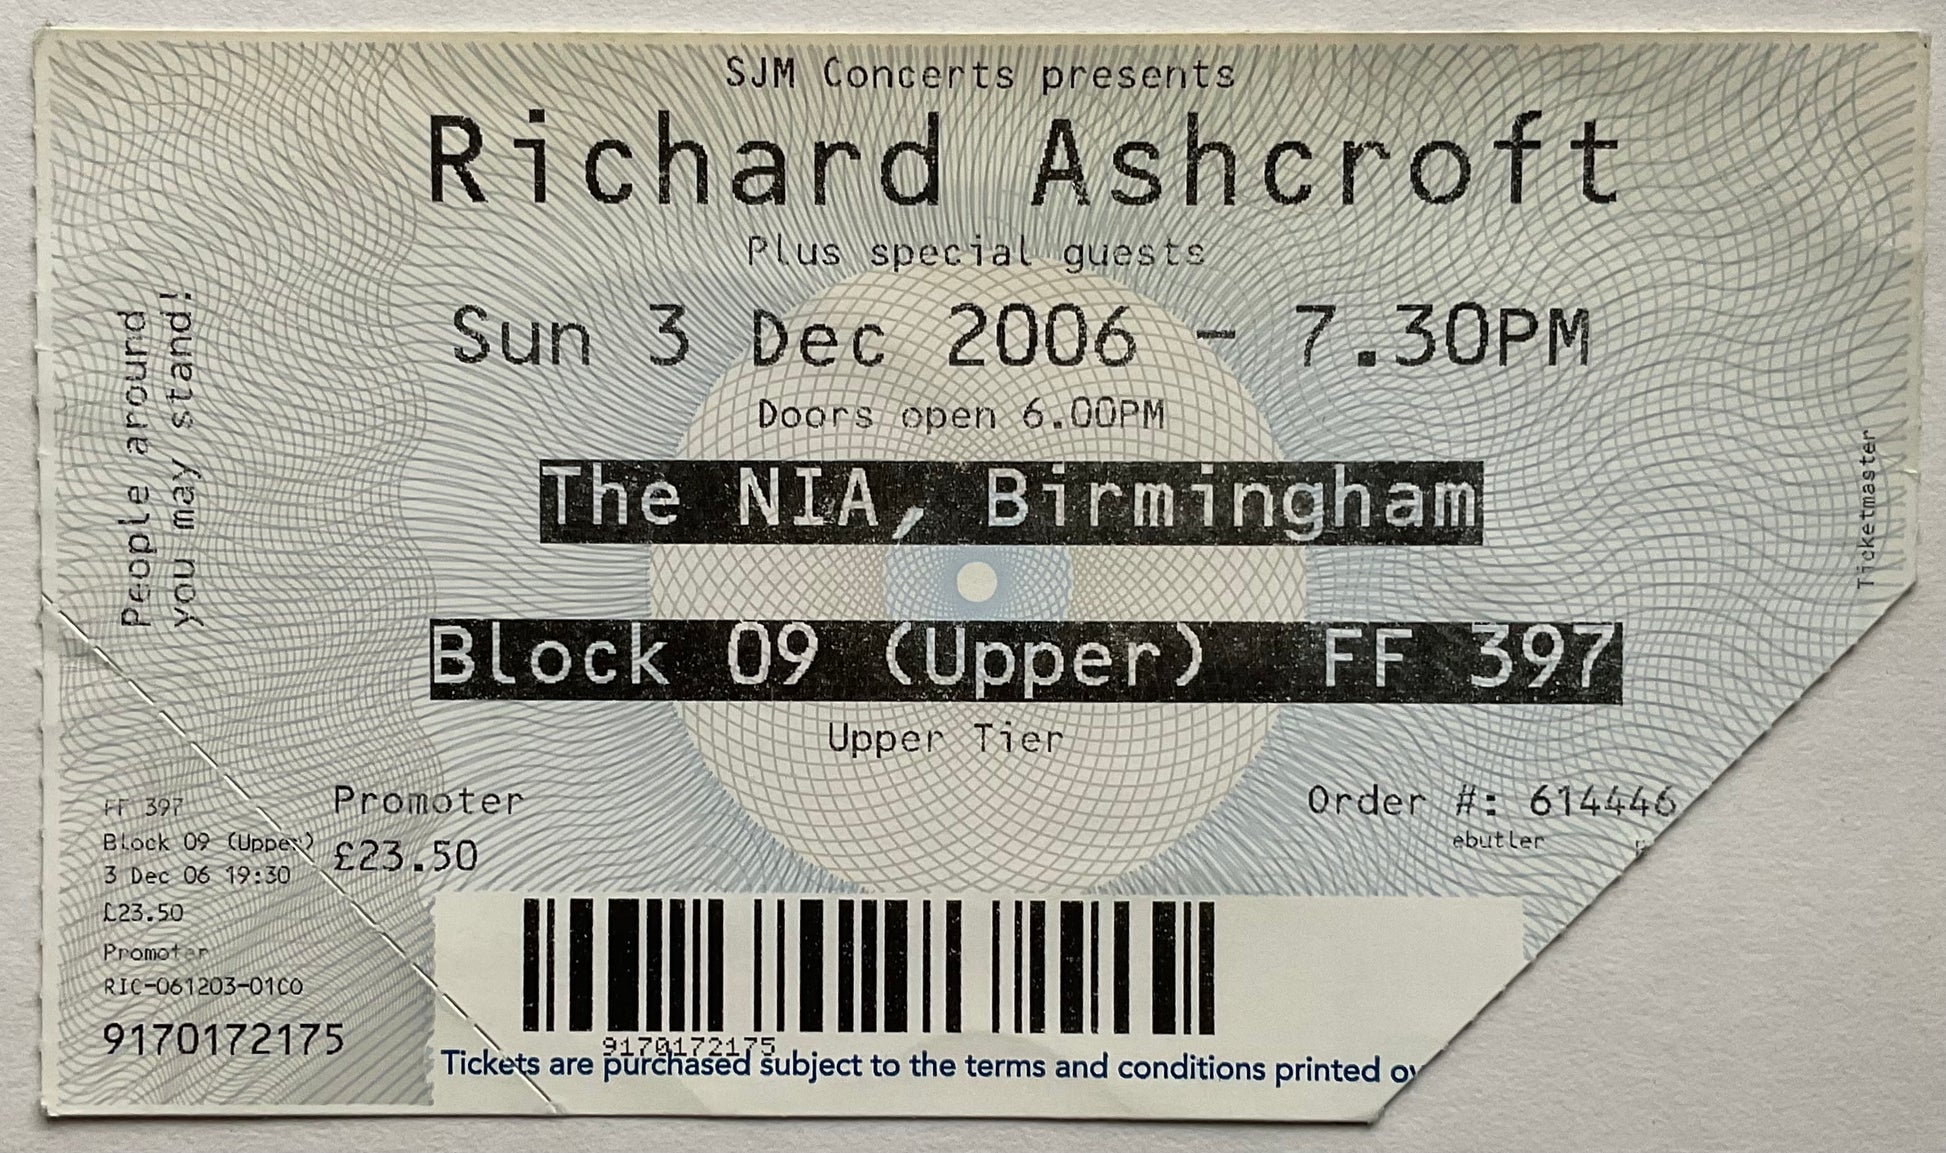 SJM Concerts presents
Richard Ashcroft
Plus special guests
Sun 3 Dec 2006 - 7.30PM
Doors open 6.00PM
The NIA, Birmingham
Block 09 (Upper) FF 397
Upper Tier
Promoter
£23.50
Order #: 614446
ebutler
People around
you may stand!
Ticketmaster
FF 397
Block 09 (Upper)
3 Dec 06 19:30
£23.50
Promoter
RIC-061203-01CO
9170172175
9170172175
Tickets are purchased subject to the terms and conditions printed